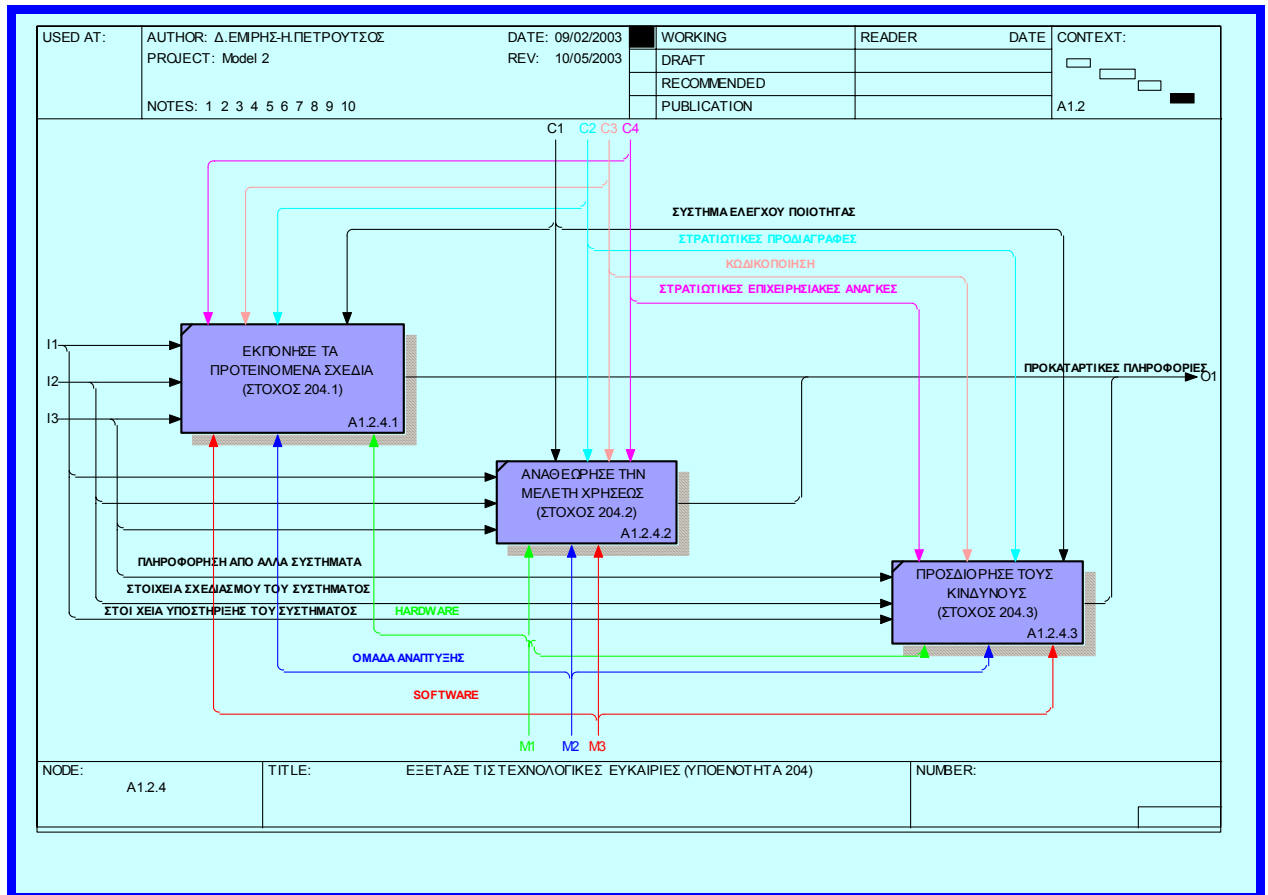 USED AT:
AUTHOR: Δ.ΕΜΙΡΗΣ-Η.ΠΕΤΡΟΥΤΣΟΣ
DATE: 09/02/2003
WORKING
READER
DATE
CONTEXT:
PROJECT: Model 2
REV: 10/05/2003
DRAFT
RECOMMENDED
NOTES: 1 2 3 4 5 6 7 8 9 10
PUBLICATION
A1.2
C1
C2
C3
C4
ΣΥΣΤΗΜΑ ΕΛΕΓΧΟΥ ΠΟΙΟΤΗΤΑΣ
ΣΤΡΑΤΙΩΤΙΚΕΣ ΠΡΟΔΙΑΓΡΑΦΕΣ
ΚΩΔΙΚΟΠΟΙΗΣΗ
ΣΤΡΑΤΙΩΤΙΚΕΣ ΕΠΙΧΕΙΡΗΣΙΑΚΕΣ ΑΝΑΓΚΕΣ
I1
I2
I3
ΕΚΠΟΝΗΣΕ ΤΑ
ΠΡΟΤΕΙΝΟΜΕΝΑ ΣΧΕΔΙΑ
(ΣΤΟΧΟΣ 204.1)
A1.2.4.1
ΠΡΟΚΑΤΑΡΤΙΚΕΣ ΠΛΗΡΟΦΟΡΙΕΣ
O1
ΑΝΑΘΕΩΡΗΣΕ ΤΗΝ
ΜΕΛΕΤΗ ΧΡΗΣΕΩΣ
(ΣΤΟΧΟΣ 204.2)
A1.2.4.2
ΠΛΗΡΟΦΟΡΗΣΗ ΑΠΟ ΑΛΛΑ ΣΥΣΤΗΜΑΤΑ
ΣΤΟΙΧΕΙΑ ΣΧΕΔΙΑΣΜΟΥ ΤΟΥ ΣΥΣΤΗΜΑΤΟΣ
ΣΤΟΙ ΧΕΙΑ ΥΠΟΣΤΗΡΙΞΗΣ ΤΟΥ ΣΥΣΤΗΜΑΤΟΣ
HARDWARE
ΠΡΟΣΔΙΟΡΗΣΕ ΤΟΥΣ
ΚΙΝΔΥΝΟΥΣ
(ΣΤΟΧΟΣ 204.3)
A1.2.4.3
ΟΜΑΔΑ ΑΝΑΠΤΥΞΗΣ
SOFTWARE
M1
M2
M3
NODE:
A1.2.4
TITLE:
ΕΞΕΤΑΣΕ ΤΙΣ ΤΕΧΝΟΛΟΓΙΚΕΣ ΕΥΚΑΙΡΙΕΣ (ΥΠΟΕΝΟΤΗΤΑ 204)
NUMBER: